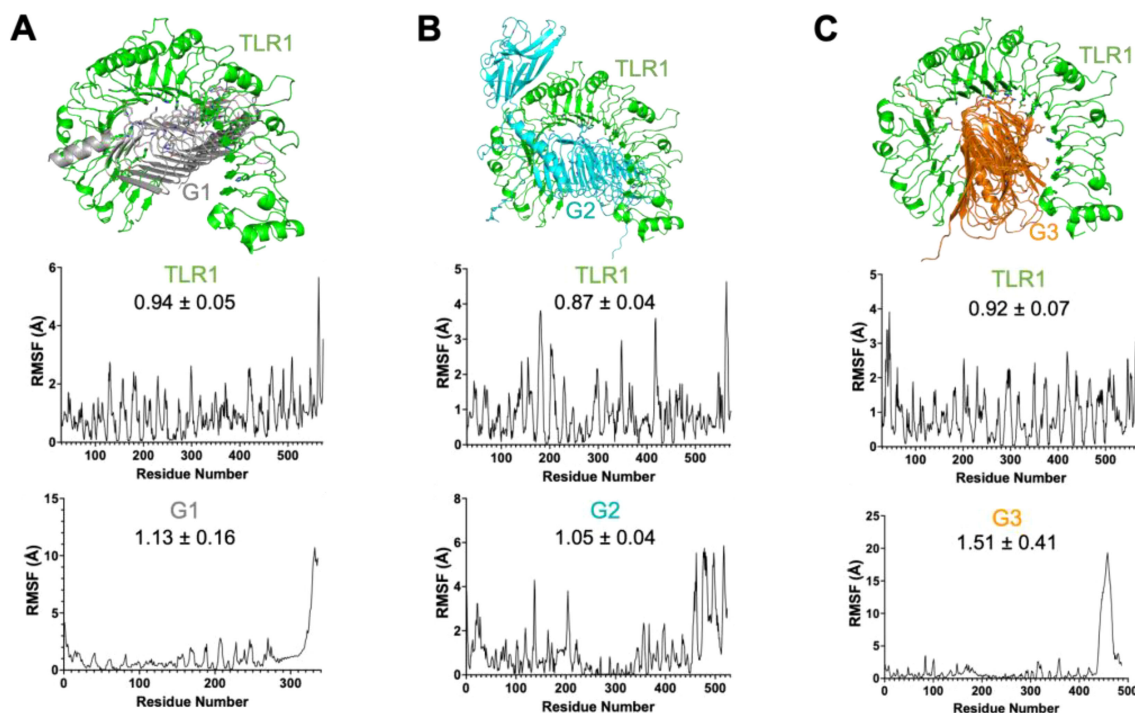 A
TLR1
G1
B
TLR1
G2
C
TLR1
G3
TLR1
0.94 ± 0.05
RMSF (Å)
6
4
2
0
100 200 300 400 500
Residue Number
TLR1
0.87 ± 0.04
RMSF (Å)
5
4
3
2
1
0
100 200 300 400 500
Residue Number
TLR1
0.92 ± 0.07
RMSF (Å)
5
4
3
2
1
0
100 200 300 400 500
Residue Number
G1
1.13 ± 0.16
RMSF (Å)
15
10
5
0
0 100 200 300
Residue Number
G2
1.05 ± 0.04
RMSF (Å)
8
6
4
2
0
0 100 200 300 400 500
Residue Number
G3
1.51 ± 0.41
RMSF (Å)
25
20
15
10
5
0
0 100 200 300 400 500
Residue Number